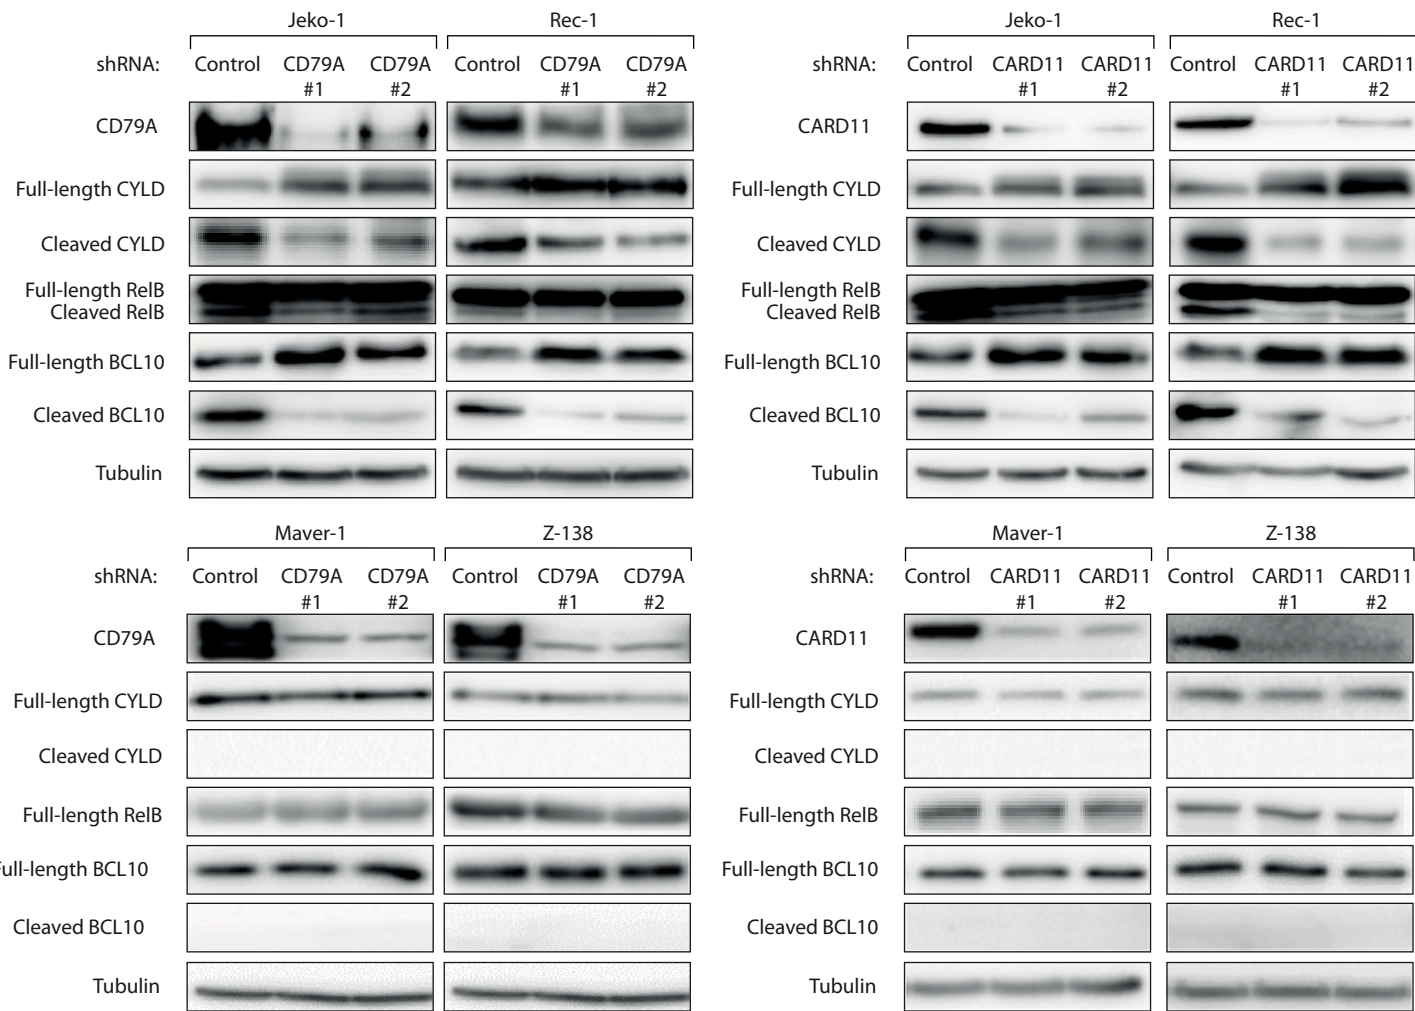 Jeko-1 Rec-1
shRNA: Control CD79A CD79A Control CD79A CD79A
#1 #2 #1 #2
CD79A
Full-length CYLD
Cleaved CYLD
Full-length RelB
Cleaved RelB
Full-length BCL10
Cleaved BCL10
Tubulin
Jeko-1 Rec-1
shRNA: Control CARD11 CARD11 Control CARD11 CARD11
#1 #2 #1 #2
CARD11
Full-length CYLD
Cleaved CYLD
Full-length RelB
Cleaved RelB
Full-length BCL10
Cleaved BCL10
Tubulin
Maver-1 Z-138
shRNA: Control CD79A CD79A Control CD79A CD79A
#1 #2 #1 #2
CD79A
Full-length CYLD
Cleaved CYLD
Full-length RelB
Full-length BCL10
Cleaved BCL10
Tubulin
Maver-1 Z-138
shRNA: Control CARD11 CARD11 Control CARD11 CARD11
#1 #2 #1 #2
CARD11
Full-length CYLD
Cleaved CYLD
Full-length RelB
Full-length BCL10
Cleaved BCL10
Tubulin